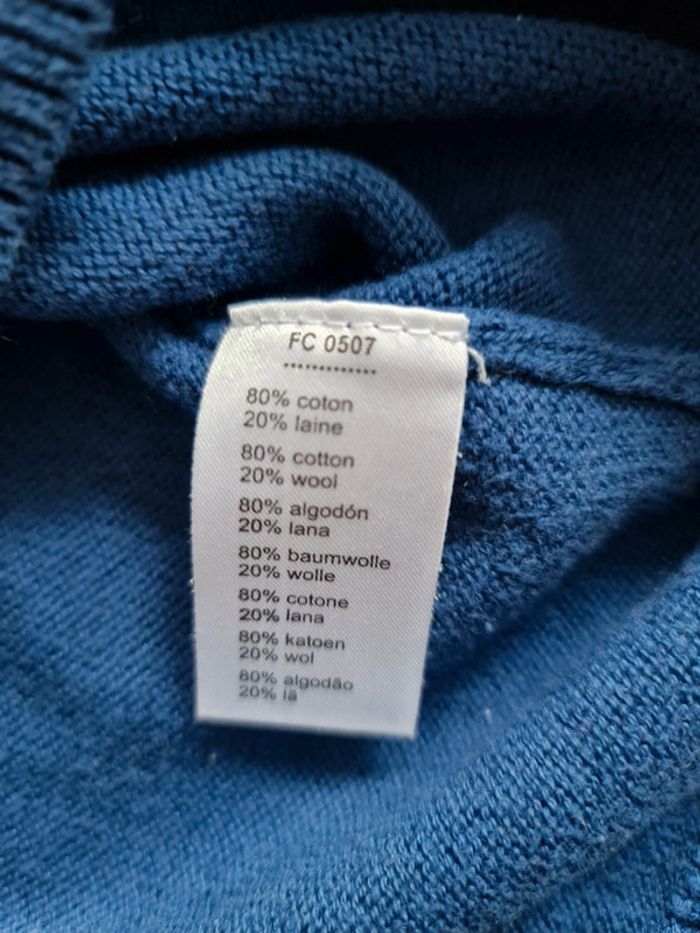 FC 0507
.............
80% coton
20% laine
80% cotton
20% wool
80% algodón
20% lana
80% baumwolle
20% wolle
80% cotone
20% lana
80% katoen
20% wol
80% algodão
20% lã